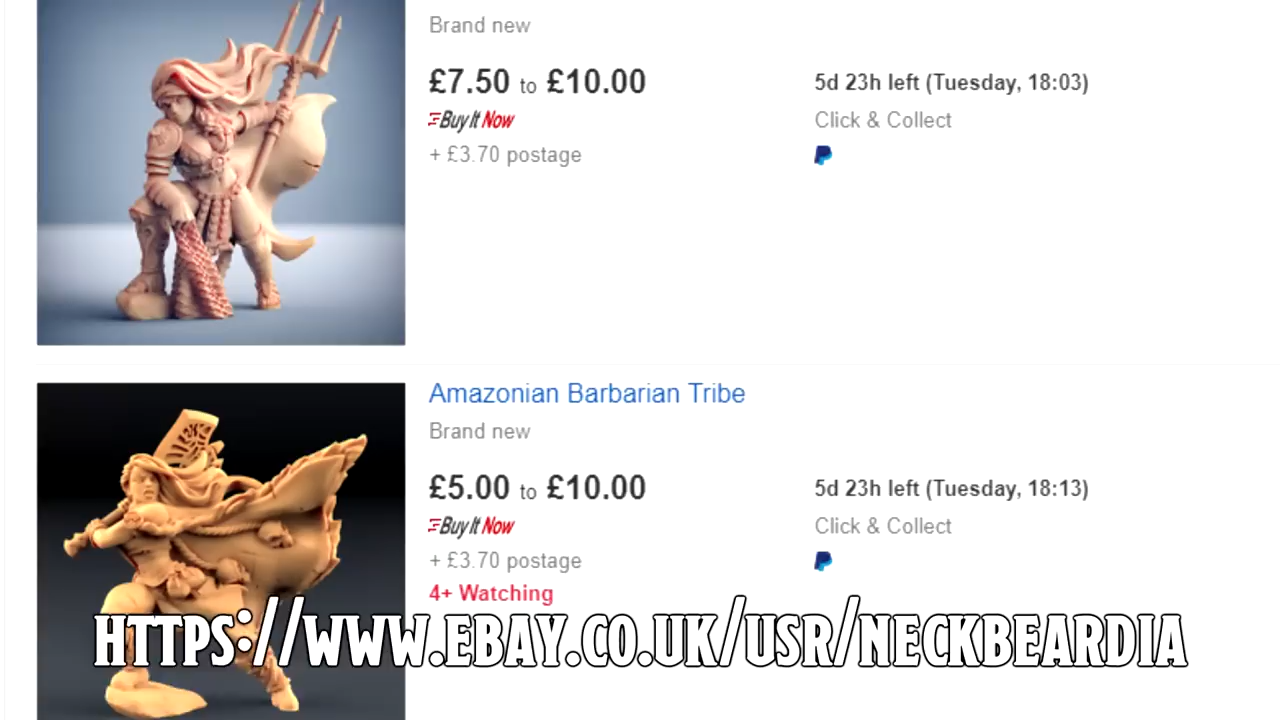 Brand new
£7.50 to £10.00
5d 23h left (Tuesday, 18:03)
Buy It Now
Click & Collect
+ £3.70 postage
Amazonian Barbarian Tribe
Brand new
£5.00 to £10.00
5d 23h left (Tuesday, 18:13)
Buy It Now
Click & Collect
+ £3.70 postage
4+ Watching
HTTPS://WWW.EBAY.CO.UK/USR/NECKBEARDIA